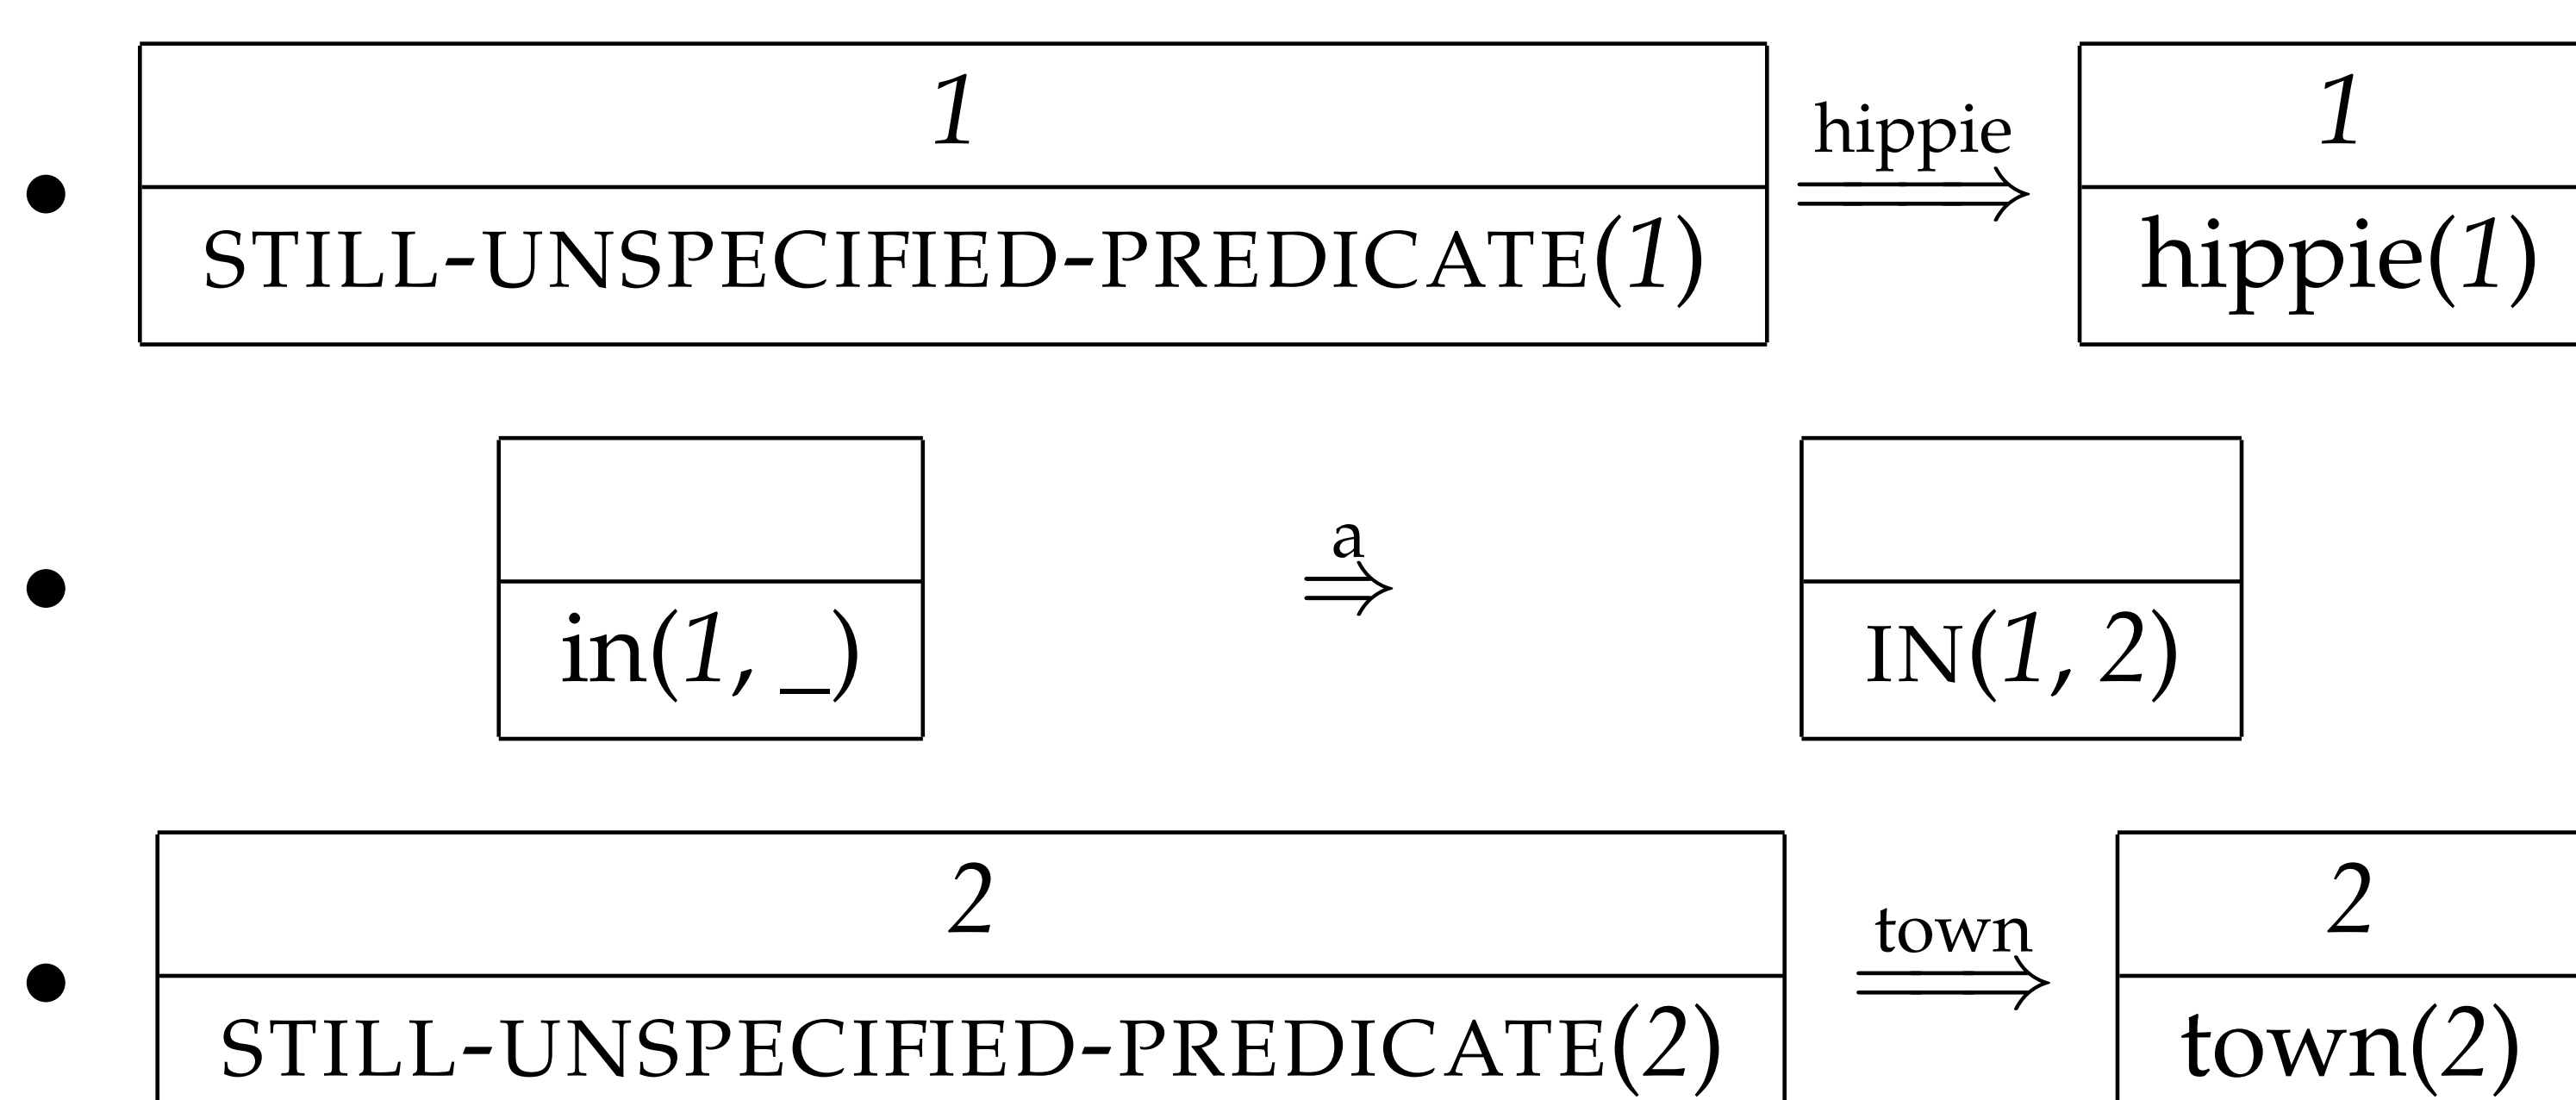 1 hippie 1
• STILL-UNSPECIFIED-PREDICATE(1) ⟹ hippie(1)
a
• in(1, _) ⇒ IN(1, 2)
2 town 2
• STILL-UNSPECIFIED-PREDICATE(2) ⟹ town(2)